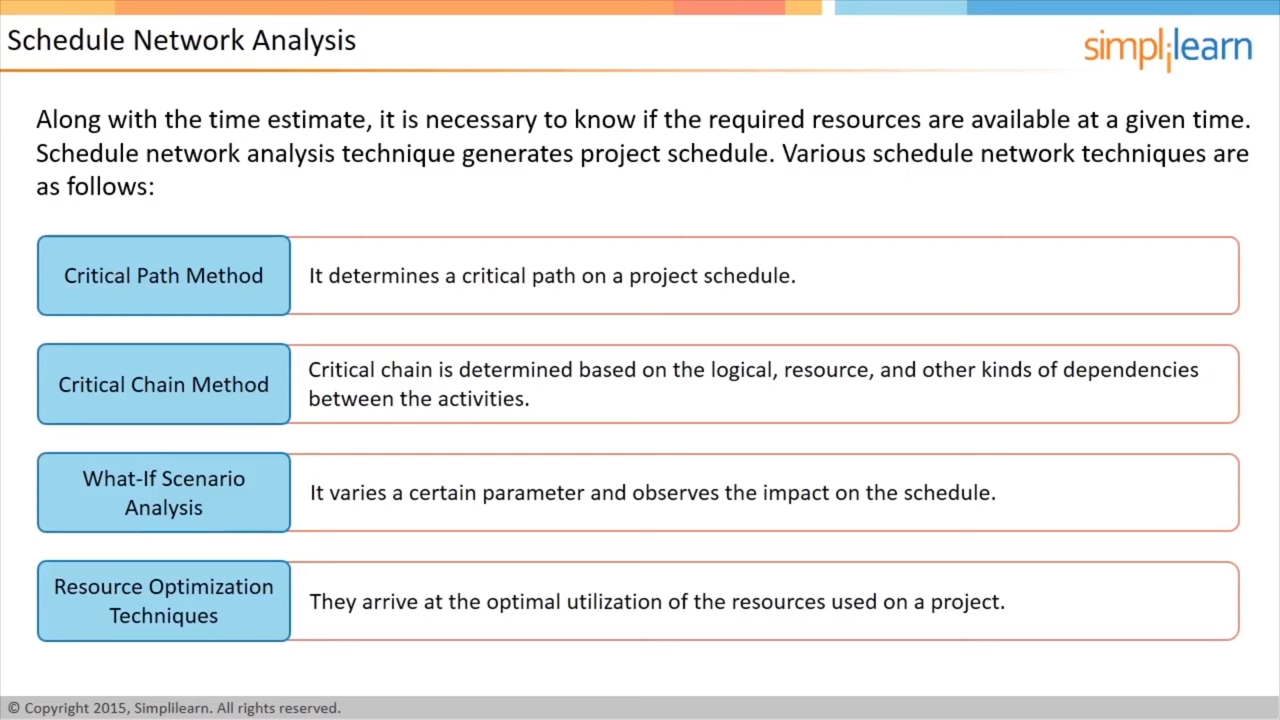 Schedule Network Analysis
simplilearn
Along with the time estimate, it is necessary to know if the required resources are available at a given time.
Schedule network analysis technique generates project schedule. Various schedule network techniques are
as follows:
Critical Path Method
It determines a critical path on a project schedule.
Critical Chain Method
Critical chain is determined based on the logical, resource, and other kinds of dependencies
between the activities.
What-If Scenario
Analysis
It varies a certain parameter and observes the impact on the schedule.
Resource Optimization
Techniques
They arrive at the optimal utilization of the resources used on a project.
© Copyright 2015, Simplilearn. All rights reserved.